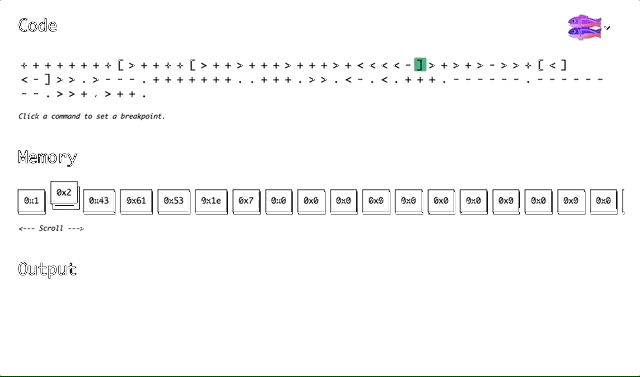 Code
+ + + + + + + + [ > + + + + [ > + + > + + + > + + + > + < < < < - ] > + > + > - > > + [ < ]
< - ] > > . > - - - . + + + + + + + . . + + + . > > . < - . < . + + + . - - - - - - . - - - - - -
- - . > > + . > + + .
Click a command to set a breakpoint.
Memory
0x1 0x2 0x43 0x61 0x53 0x1e 0x7 0x0 0x0 0x0 0x0 0x0 0x0 0x0 0x0 0x0 0x0 0x0
<--- Scroll --->
Output